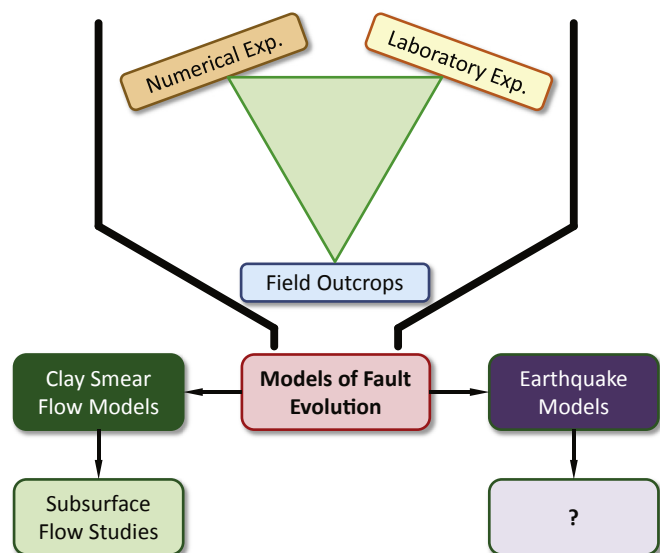 Numerical Exp.
Laboratory Exp.
Field Outcrops
Clay Smear
Flow Models
Models of Fault
Evolution
Earthquake
Models
Subsurface
Flow Studies
?